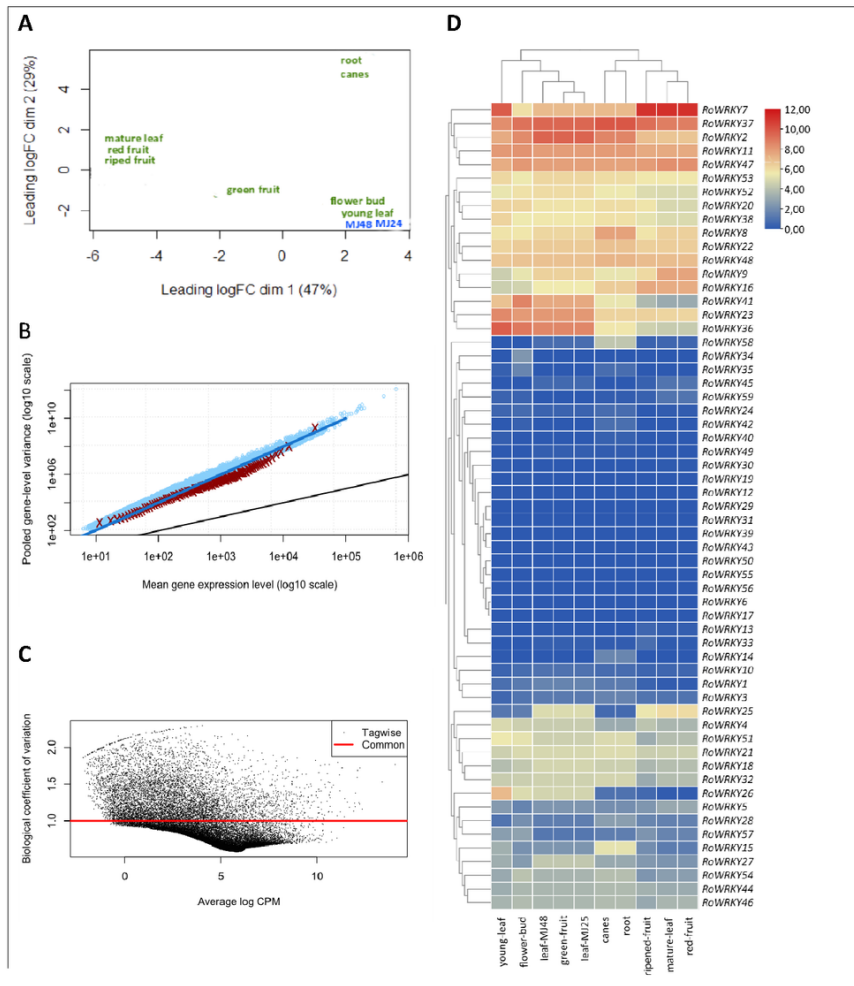 A
Leading logFC dim 2 (29%)
4
2
0
-2
root
canes
mature leaf
red fruit
riped fruit
green fruit
flower bud
young leaf
MJ48 MJ24
-6 -4 -2 0 2 4
Leading logFC dim 1 (47%)
B
Pooled gene-level variance (log10 scale)
1e+10
1e+06
1e+02
1e+01 1e+02 1e+03 1e+04 1e+05 1e+06
Mean gene expression level (log10 scale)
C
Biological coefficient of variation
2.0
1.5
1.0
Tagwise
Common
0 5 10
Average log CPM
D
RoWRKY7
RoWRKY37
RoWRKY2
RoWRKY11
RoWRKY47
RoWRKY53
RoWRKY52
RoWRKY20
RoWRKY38
RoWRKY8
RoWRKY22
RoWRKY48
RoWRKY9
RoWRKY16
RoWRKY41
RoWRKY23
RoWRKY36
RoWRKY58
RoWRKY34
RoWRKY35
RoWRKY45
RoWRKY59
RoWRKY24
RoWRKY42
RoWRKY40
RoWRKY49
RoWRKY30
RoWRKY19
RoWRKY12
RoWRKY29
RoWRKY31
RoWRKY39
RoWRKY43
RoWRKY50
RoWRKY55
RoWRKY56
RoWRKY6
RoWRKY17
RoWRKY13
RoWRKY33
RoWRKY14
RoWRKY10
RoWRKY1
RoWRKY3
RoWRKY25
RoWRKY4
RoWRKY51
RoWRKY21
RoWRKY18
RoWRKY32
RoWRKY26
RoWRKY5
RoWRKY28
RoWRKY57
RoWRKY15
RoWRKY27
RoWRKY54
RoWRKY44
RoWRKY46
12,00
10,00
8,00
6,00
4,00
2,00
0,00
young-leaf
flower-bud
leaf-MJ48
green-fruit
leaf-MJ25
canes
root
ripened-fruit
mature-leaf
red-fruit